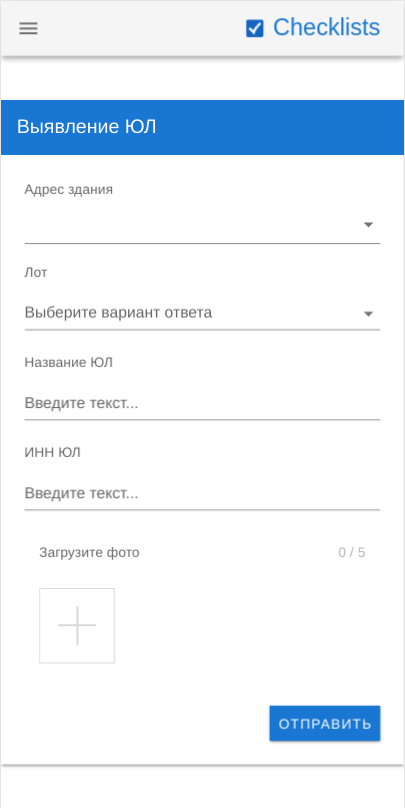 Checklists
Выявление ЮЛ
Адрес здания
Лот
Выберите вариант ответа
Название ЮЛ
Введите текст...
ИНН ЮЛ
Введите текст...
Загрузите фото 0 / 5
ОТПРАВИТЬ